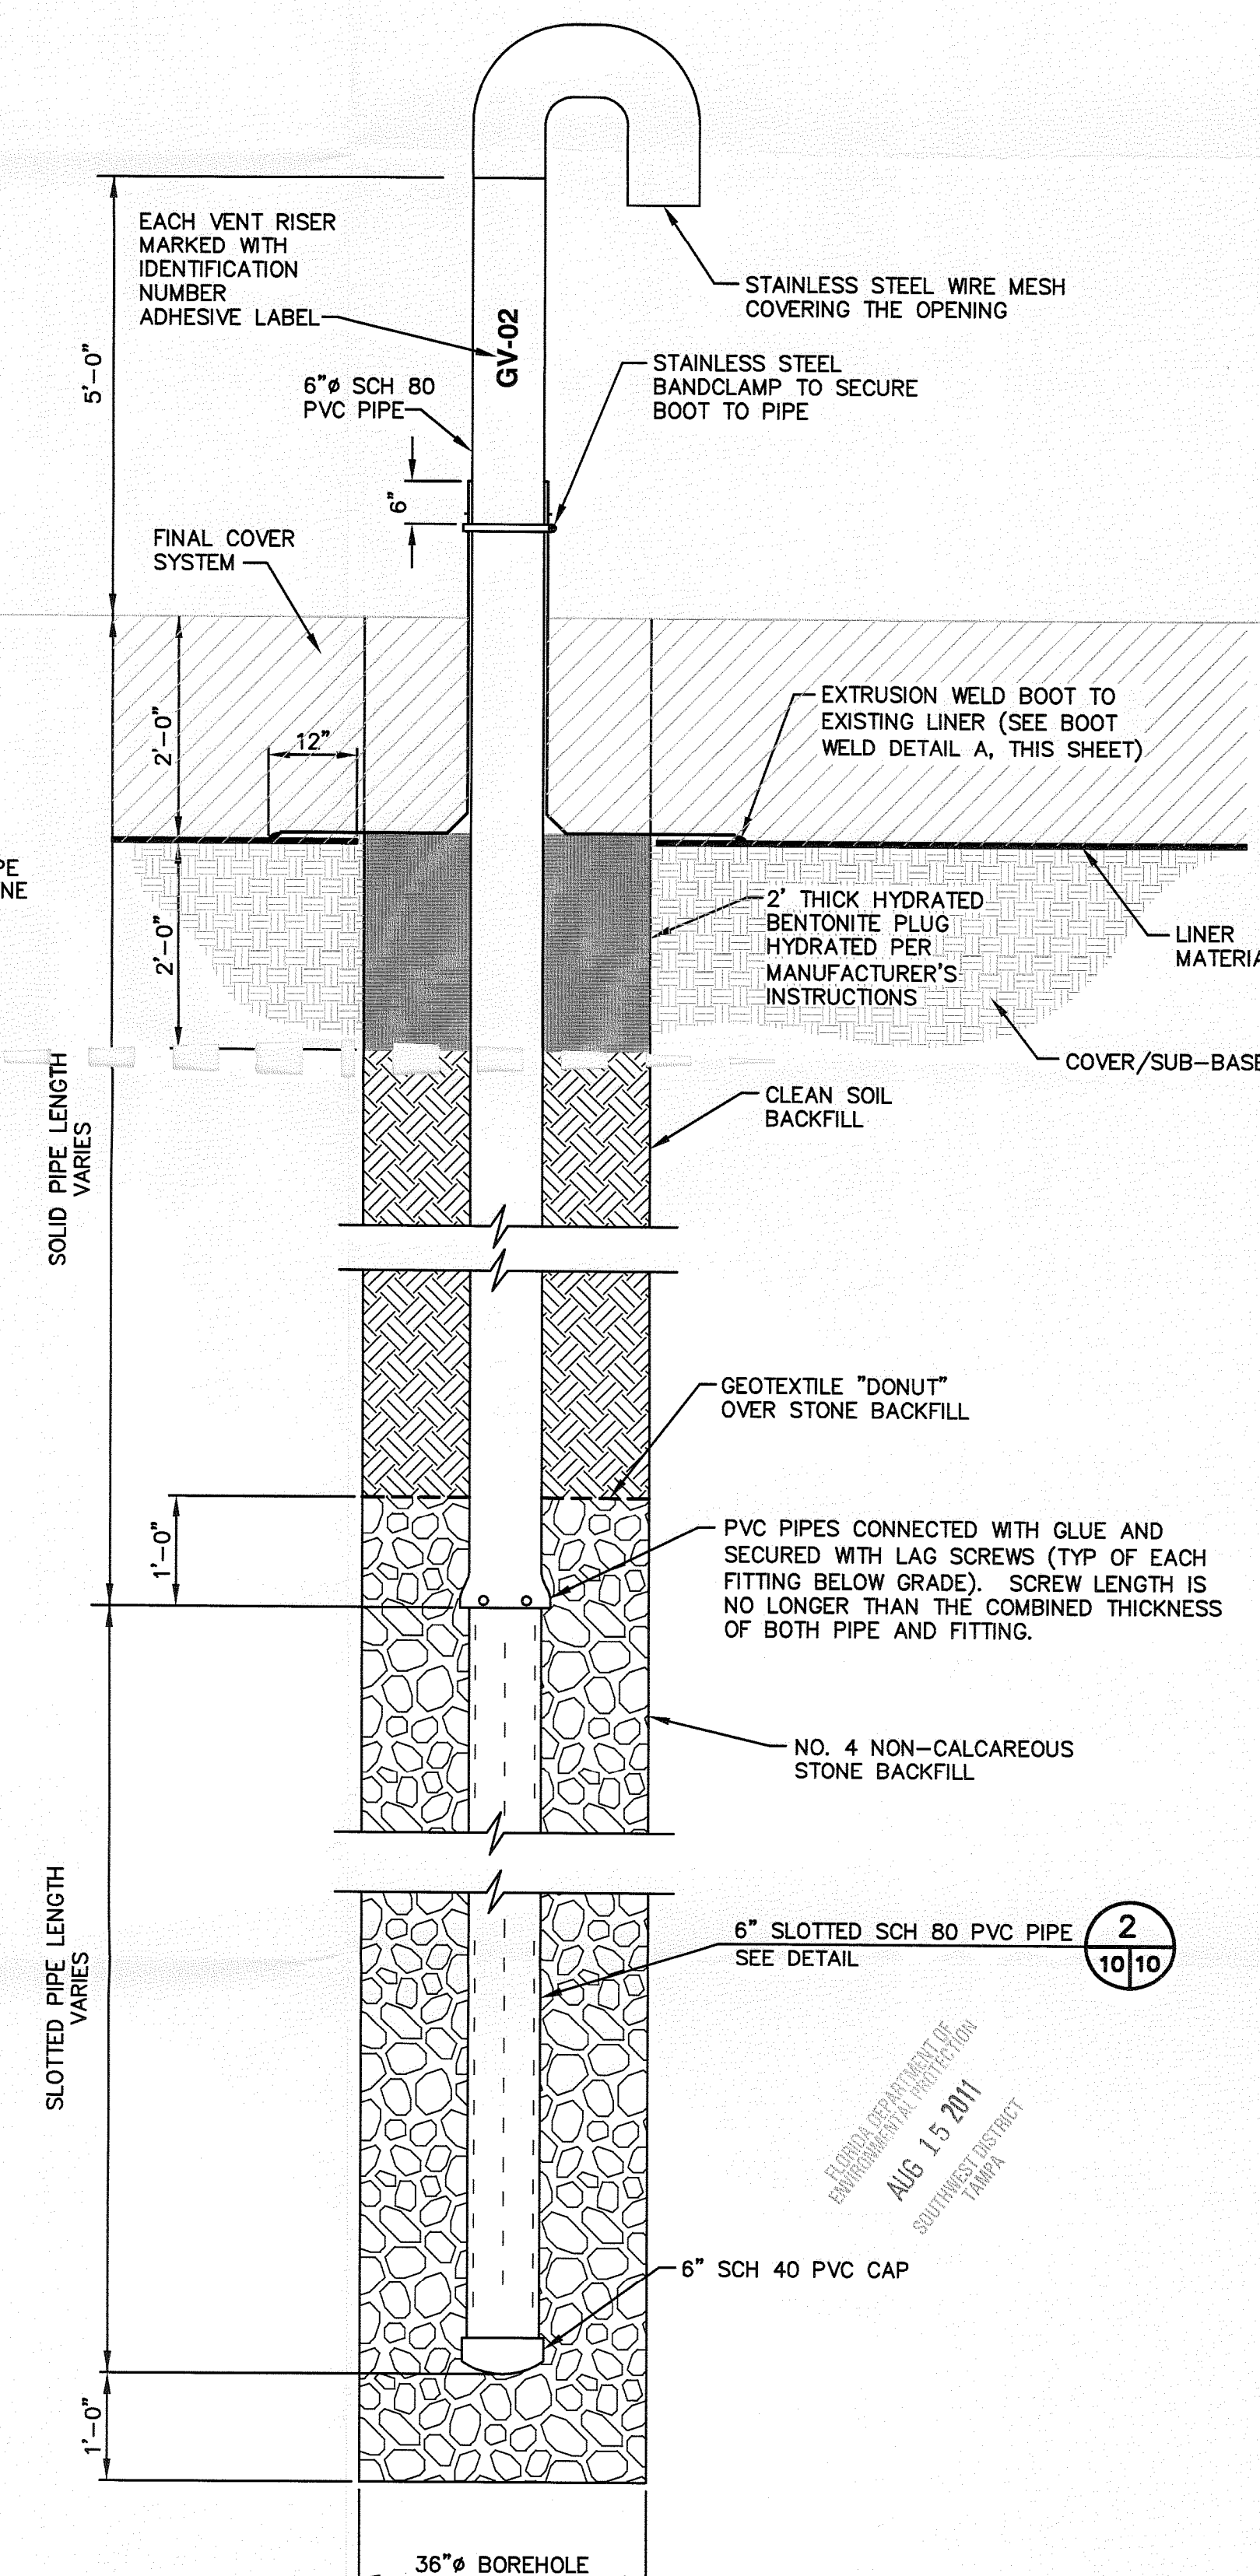 EACH VENT RISER
MARKED WITH
IDENTIFICATION
NUMBER
ADHESIVE LABEL
GV-02
STAINLESS STEEL WIRE MESH
COVERING THE OPENING
5'-0"
6"ø SCH 80
PVC PIPE
STAINLESS STEEL
BANDCLAMP TO SECURE
BOOT TO PIPE
6"
FINAL COVER
SYSTEM
2'-0"
12"
EXTRUSION WELD BOOT TO
EXISTING LINER (SEE BOOT
WELD DETAIL A, THIS SHEET)
2'-0"
2' THICK HYDRATED
BENTONITE PLUG
HYDRATED PER
MANUFACTURER'S
INSTRUCTIONS
LINER
COVER/SUB-BASE
CLEAN SOIL
BACKFILL
SOLID PIPE LENGTH
VARIES
GEOTEXTILE "DONUT"
OVER STONE BACKFILL
1'-0"
PVC PIPES CONNECTED WITH GLUE AND
SECURED WITH LAG SCREWS (TYP OF EACH
FITTING BELOW GRADE). SCREW LENGTH IS
NO LONGER THAN THE COMBINED THICKNESS
OF BOTH PIPE AND FITTING.
NO. 4 NON-CALCAREOUS
STONE BACKFILL
SLOTTED PIPE LENGTH
VARIES
6" SLOTTED SCH 80 PVC PIPE
SEE DETAIL
2
10 10
FLORIDA DEPARTMENT OF
ENVIRONMENTAL PROTECTION
AUG 15 2011
SOUTHWEST DISTRICT
TAMPA
6" SCH 40 PVC CAP
1'-0"
36"ø BOREHOLE